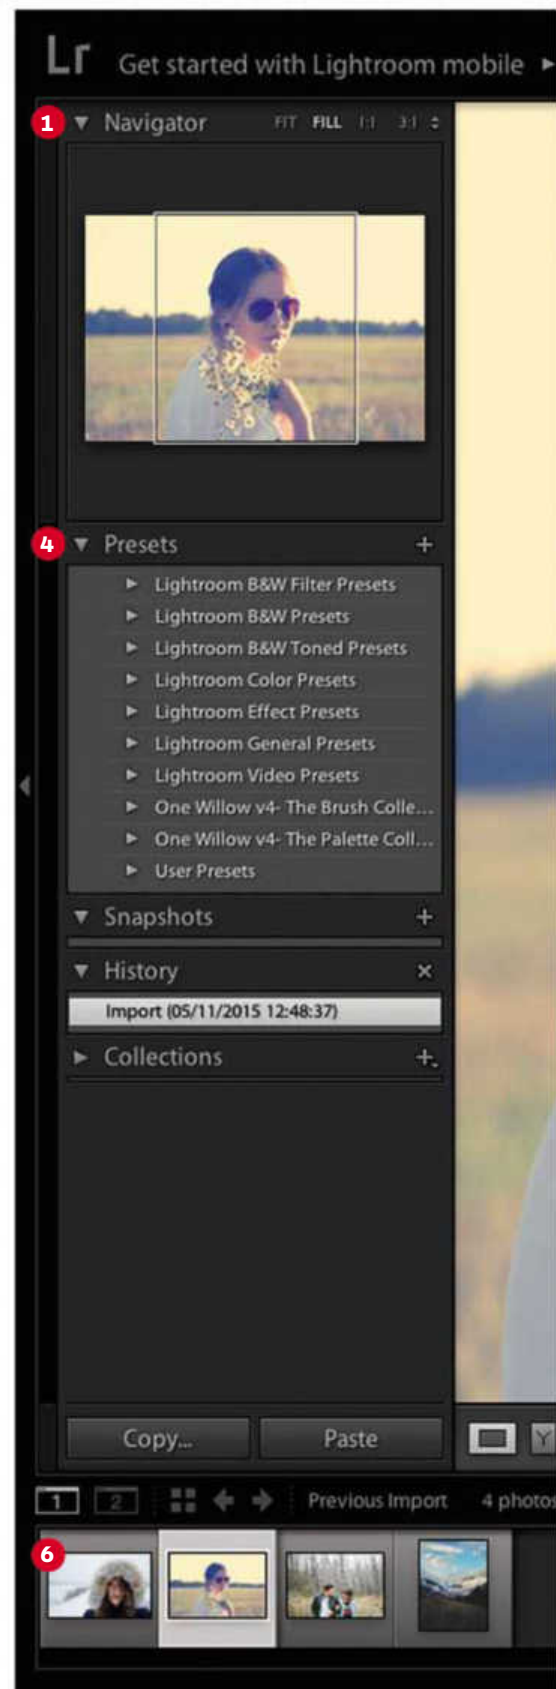 Lr Get started with Lightroom mobile
1 Navigator FIT FILL 1:1 3:1
4 Presets +
Lightroom B&W Filter Presets
Lightroom B&W Presets
Lightroom B&W Toned Presets
Lightroom Color Presets
Lightroom Effect Presets
Lightroom General Presets
Lightroom Video Presets
One Willow v4- The Brush Colle...
One Willow v4- The Palette Coll...
User Presets
Snapshots +
History ×
Import (05/11/2015 12:48:37)
Collections +
Copy... Paste Y
1 2 Previous Import 4 photos
6